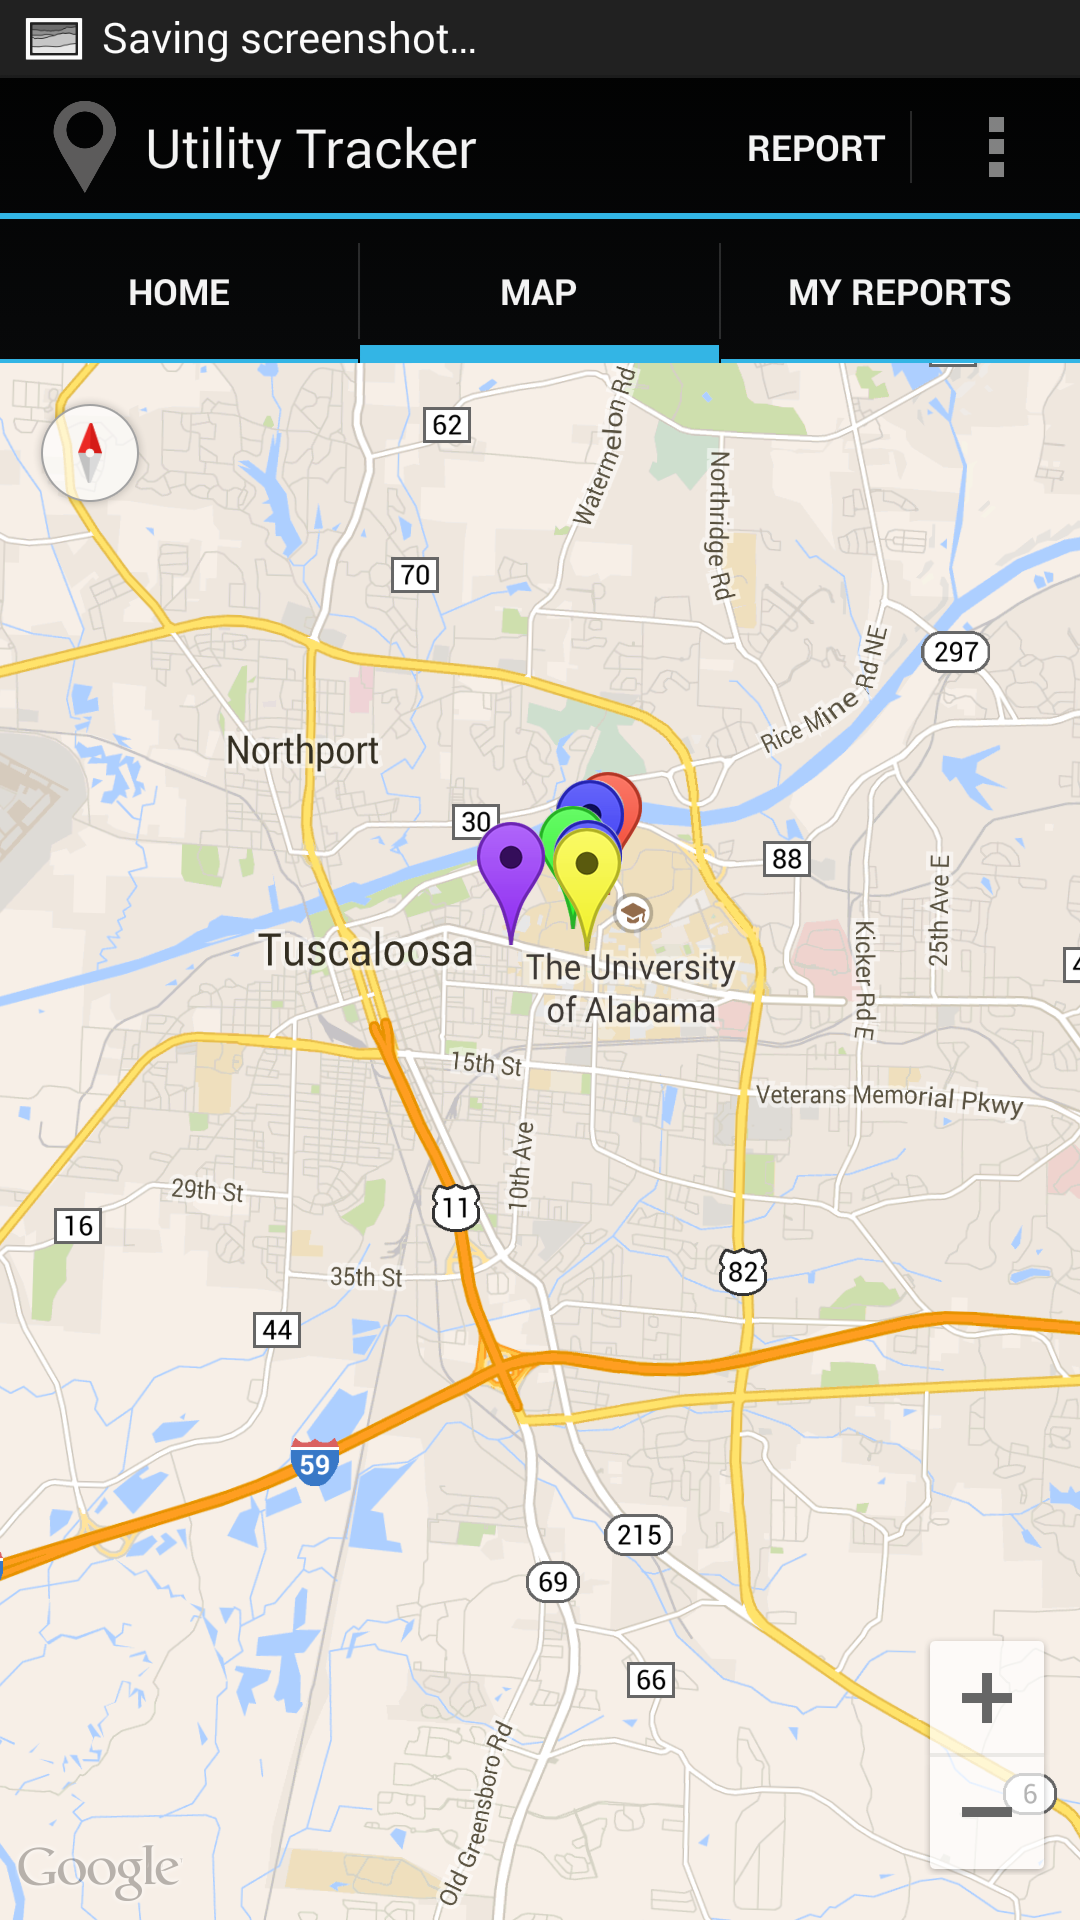 Saving screenshot...
Utility Tracker
REPORT
HOME
MAP
MY REPORTS
62
Watermelon Rd
Northridge Rd
70
297
Rice Mine Rd NE
Northport
30
88
25th Ave E
Kicker Rd E
Tuscaloosa
The University
of Alabama
4
15th St
Veterans Memorial Pkwy
10th Ave
29th St
11
16
82
35th St
44
59
215
69
66
Old Greensboro Rd
6
Google